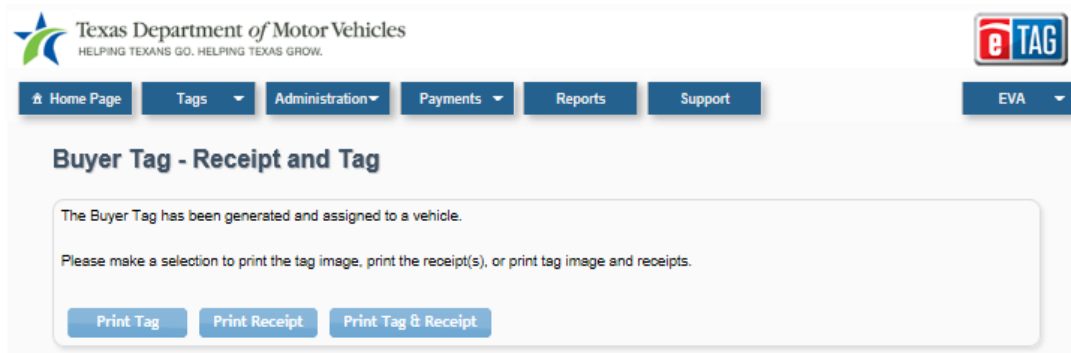 Texas Department of Motor Vehicles
HELPING TEXANS GO. HELPING TEXAS GROW.
e TAG
Home Page Tags Administration Payments Reports Support EVA
Buyer Tag - Receipt and Tag
The Buyer Tag has been generated and assigned to a vehicle.
Please make a selection to print the tag image, print the receipt(s), or print tag image and receipts.
Print Tag Print Receipt Print Tag & Receipt